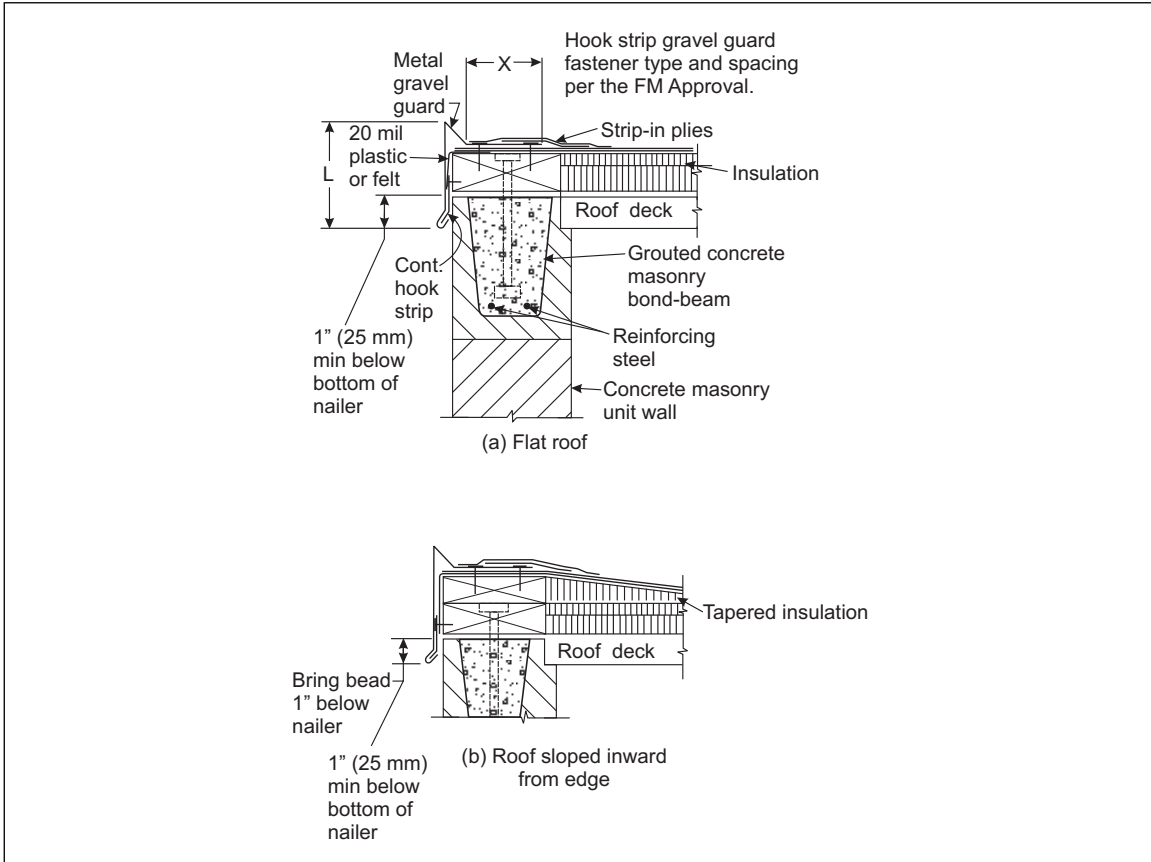 Hook strip gravel guard
fastener type and spacing
per the FM Approval.
Metal
gravel
guard
X
Strip-in plies
20 mil
plastic
or felt
L
Insulation
Roof deck
Cont.
hook
strip
Grouted concrete
masonry
bond-beam
1” (25 mm)
min below
bottom of
nailer
Reinforcing
steel
Concrete masonry
unit wall
(a) Flat roof
Tapered insulation
Roof deck
Bring bead
1” below
nailer
1” (25 mm)
min below
bottom of
nailer
(b) Roof sloped inward
from edge